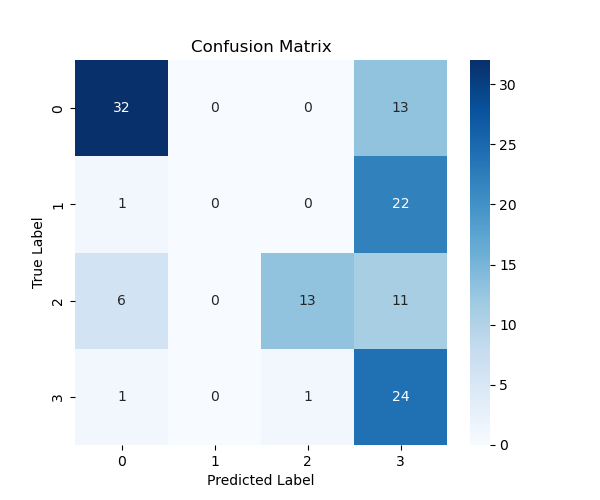 Confusion Matrix
0 32 0 0 13
1 1 0 0 22
2 6 0 13 11
3 1 0 1 24
0 1 2 3
Predicted Label
True Label
30
25
20
15
10
5
0